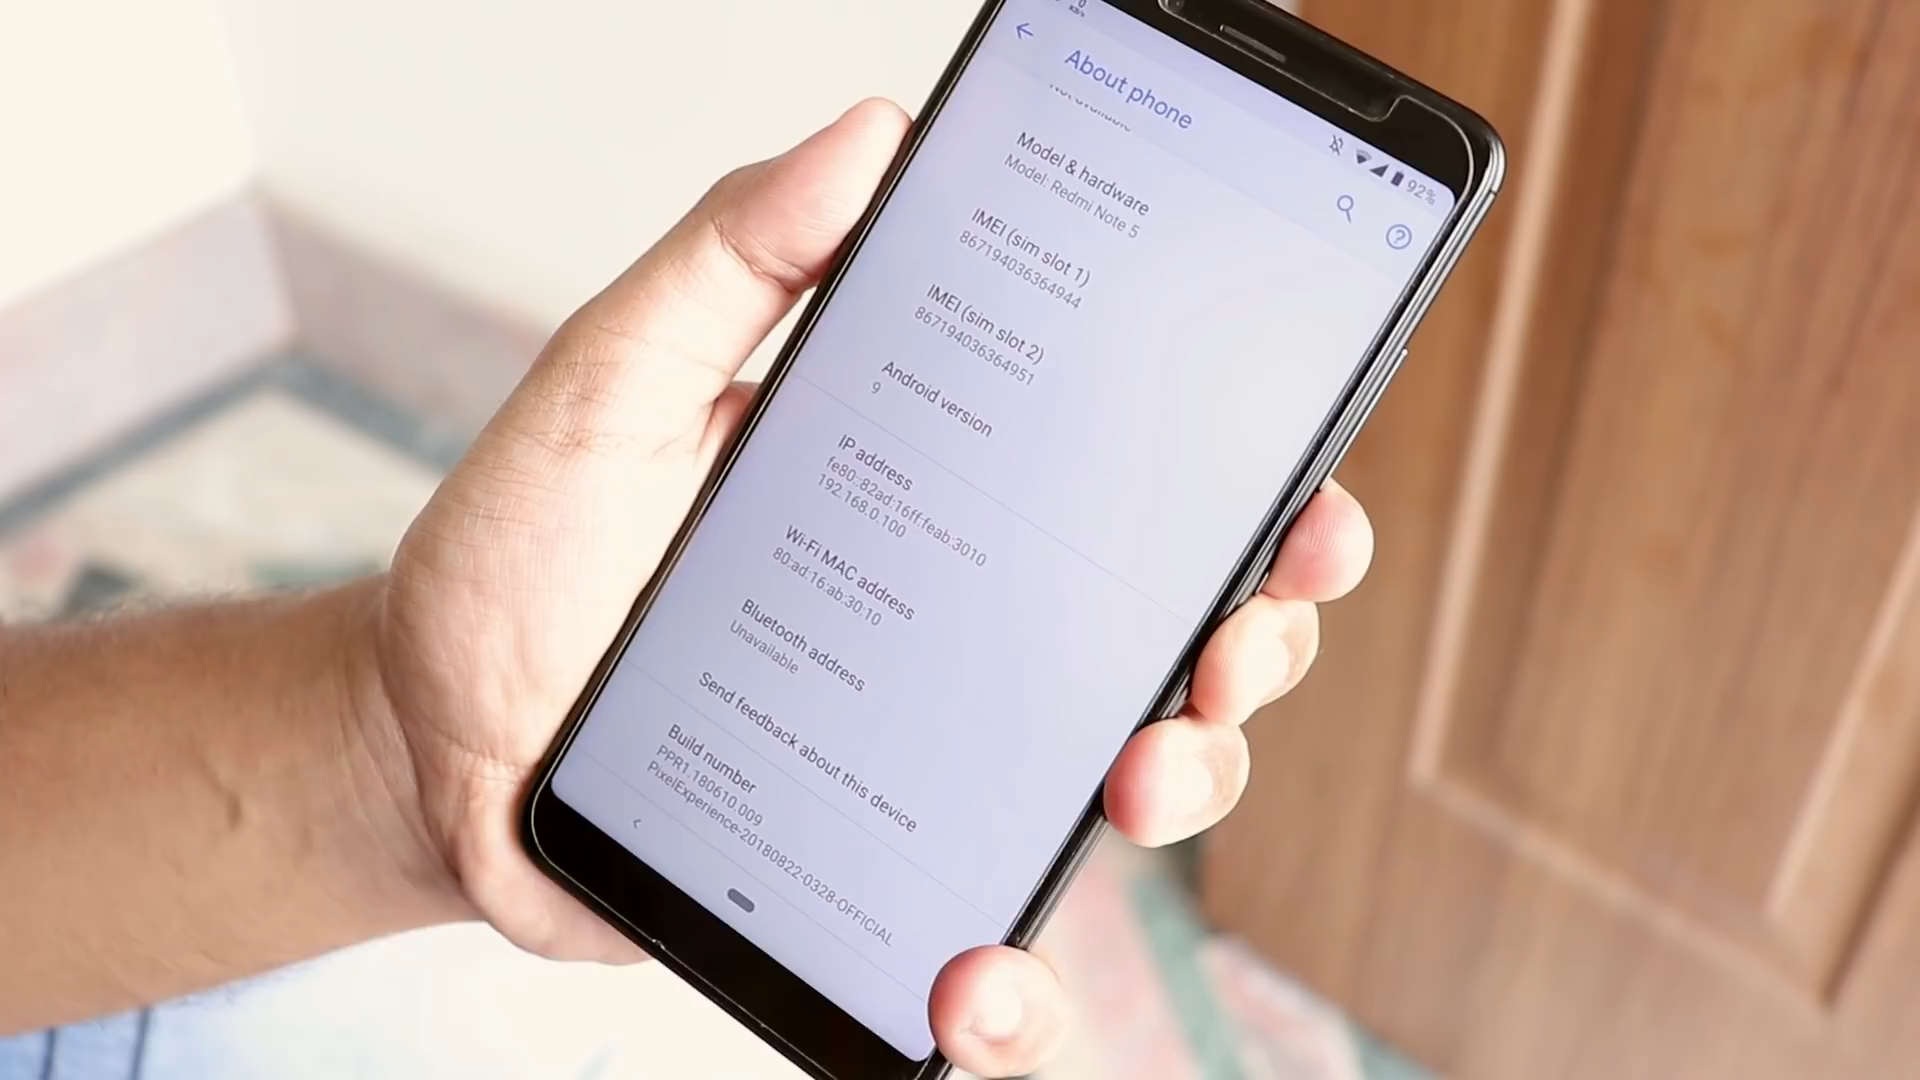 0
KB/s
92%
About phone
Not available
Model & hardware
Model: Redmi Note 5
IMEI (sim slot 1)
867194036364944
IMEI (sim slot 2)
867194036364951
Android version
9
IP address
fe80::82ad:16ff:feab:3010
192.168.0.100
Wi-Fi MAC address
80:ad:16:ab:30:10
Bluetooth address
Unavailable
Send feedback about this device
Build number
PPR1.180610.009
PixelExperience-20180822-0328-OFFICIAL